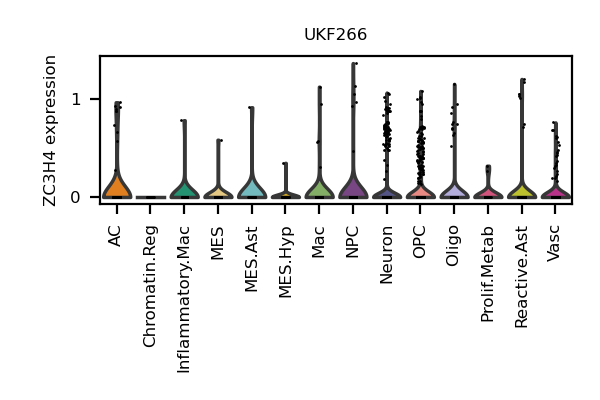 UKF266
ZC3H4 expression
1
0
AC
Chromatin.Reg
Inflammatory.Mac
MES
MES.Ast
MES.Hyp
Mac
NPC
Neuron
OPC
Oligo
Prolif.Metab
Reactive.Ast
Vasc